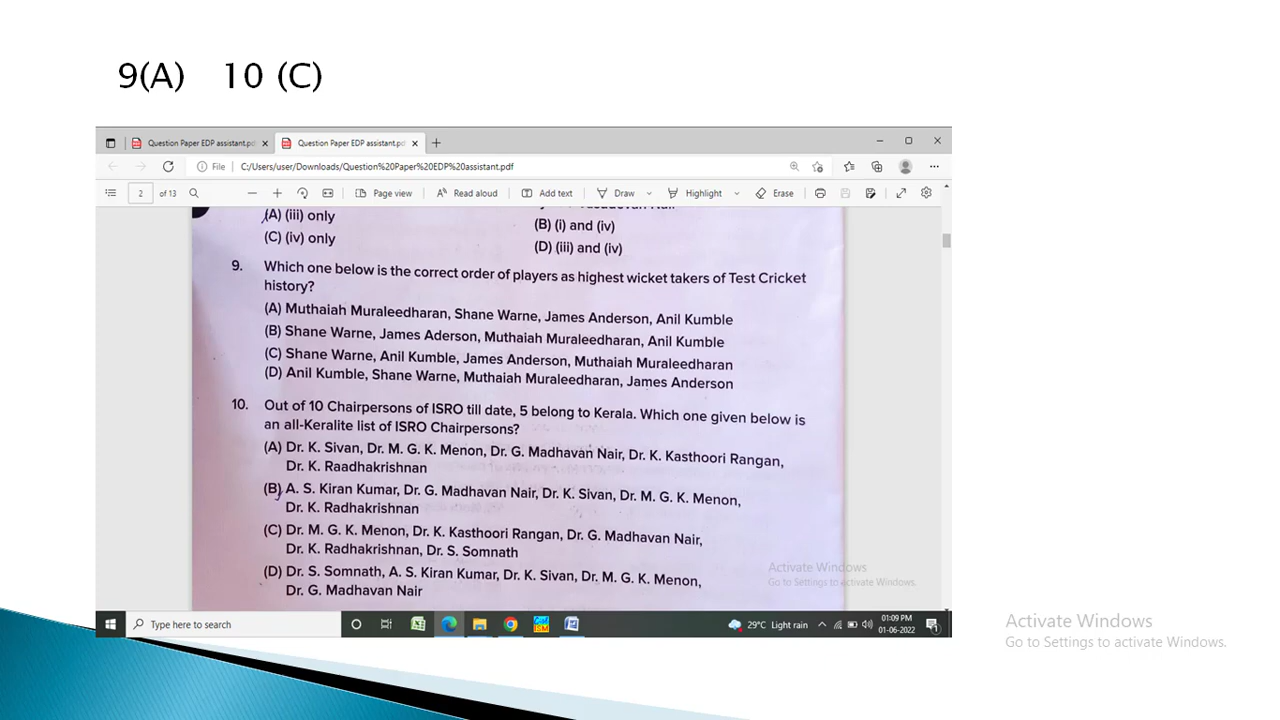 9(A) 10 (C)
Question Paper EDP assistant.pd
Question Paper EDP assistant.pd
File C:/Users/user/Downloads/Question%20Paper%20EDP%20assistant.pdf
2 of 13 Page view Read aloud Add text Draw Highlight Erase
(A) (iii) only
(B) (i) and (iv)
(C) (iv) only
(D) (iii) and (iv)
9. Which one below is the correct order of players as highest wicket takers of Test Cricket
history?
(A) Muthaiah Muraleedharan, Shane Warne, James Anderson, Anil Kumble
(B) Shane Warne, James Aderson, Muthaiah Muraleedharan, Anil Kumble
(C) Shane Warne, Anil Kumble, James Anderson, Muthaiah Muraleedharan
(D) Anil Kumble, Shane Warne, Muthaiah Muraleedharan, James Anderson
10. Out of 10 Chairpersons of ISRO till date, 5 belong to Kerala. Which one given below is
an all-Keralite list of ISRO Chairpersons?
(A) Dr. K. Sivan, Dr. M. G. K. Menon, Dr. G. Madhavan Nair, Dr. K. Kasthoori Rangan,
Dr. K. Raadhakrishnan
(B) A. S. Kiran Kumar, Dr. G. Madhavan Nair, Dr. K. Sivan, Dr. M. G. K. Menon,
Dr. K. Radhakrishnan
(C) Dr. M. G. K. Menon, Dr. K. Kasthoori Rangan, Dr. G. Madhavan Nair,
Dr. K. Radhakrishnan, Dr. S. Somnath
(D) Dr. S. Somnath, A. S. Kiran Kumar, Dr. K. Sivan, Dr. M. G. K. Menon,
Dr. G. Madhavan Nair
Activate Windows
Go to Settings to activate Windows.
Type here to search
29°C Light rain
01:09 PM
01-06-2022
Activate Windows
Go to Settings to activate Windows.